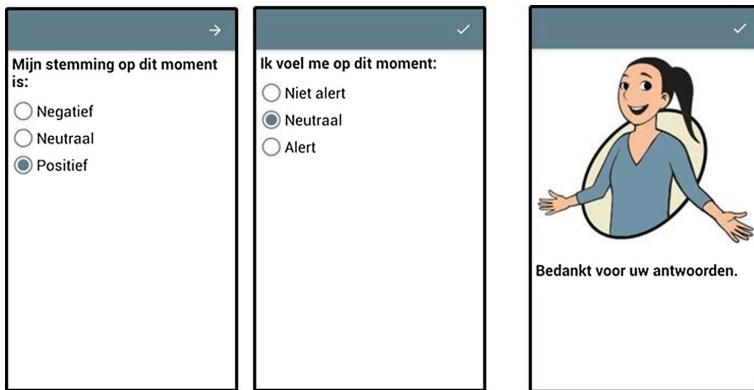 Mijn stemming op dit moment
is:
Negatief
Neutraal
Positief
Ik voel me op dit moment:
Niet alert
Neutraal
Alert
Bedankt voor uw antwoorden.